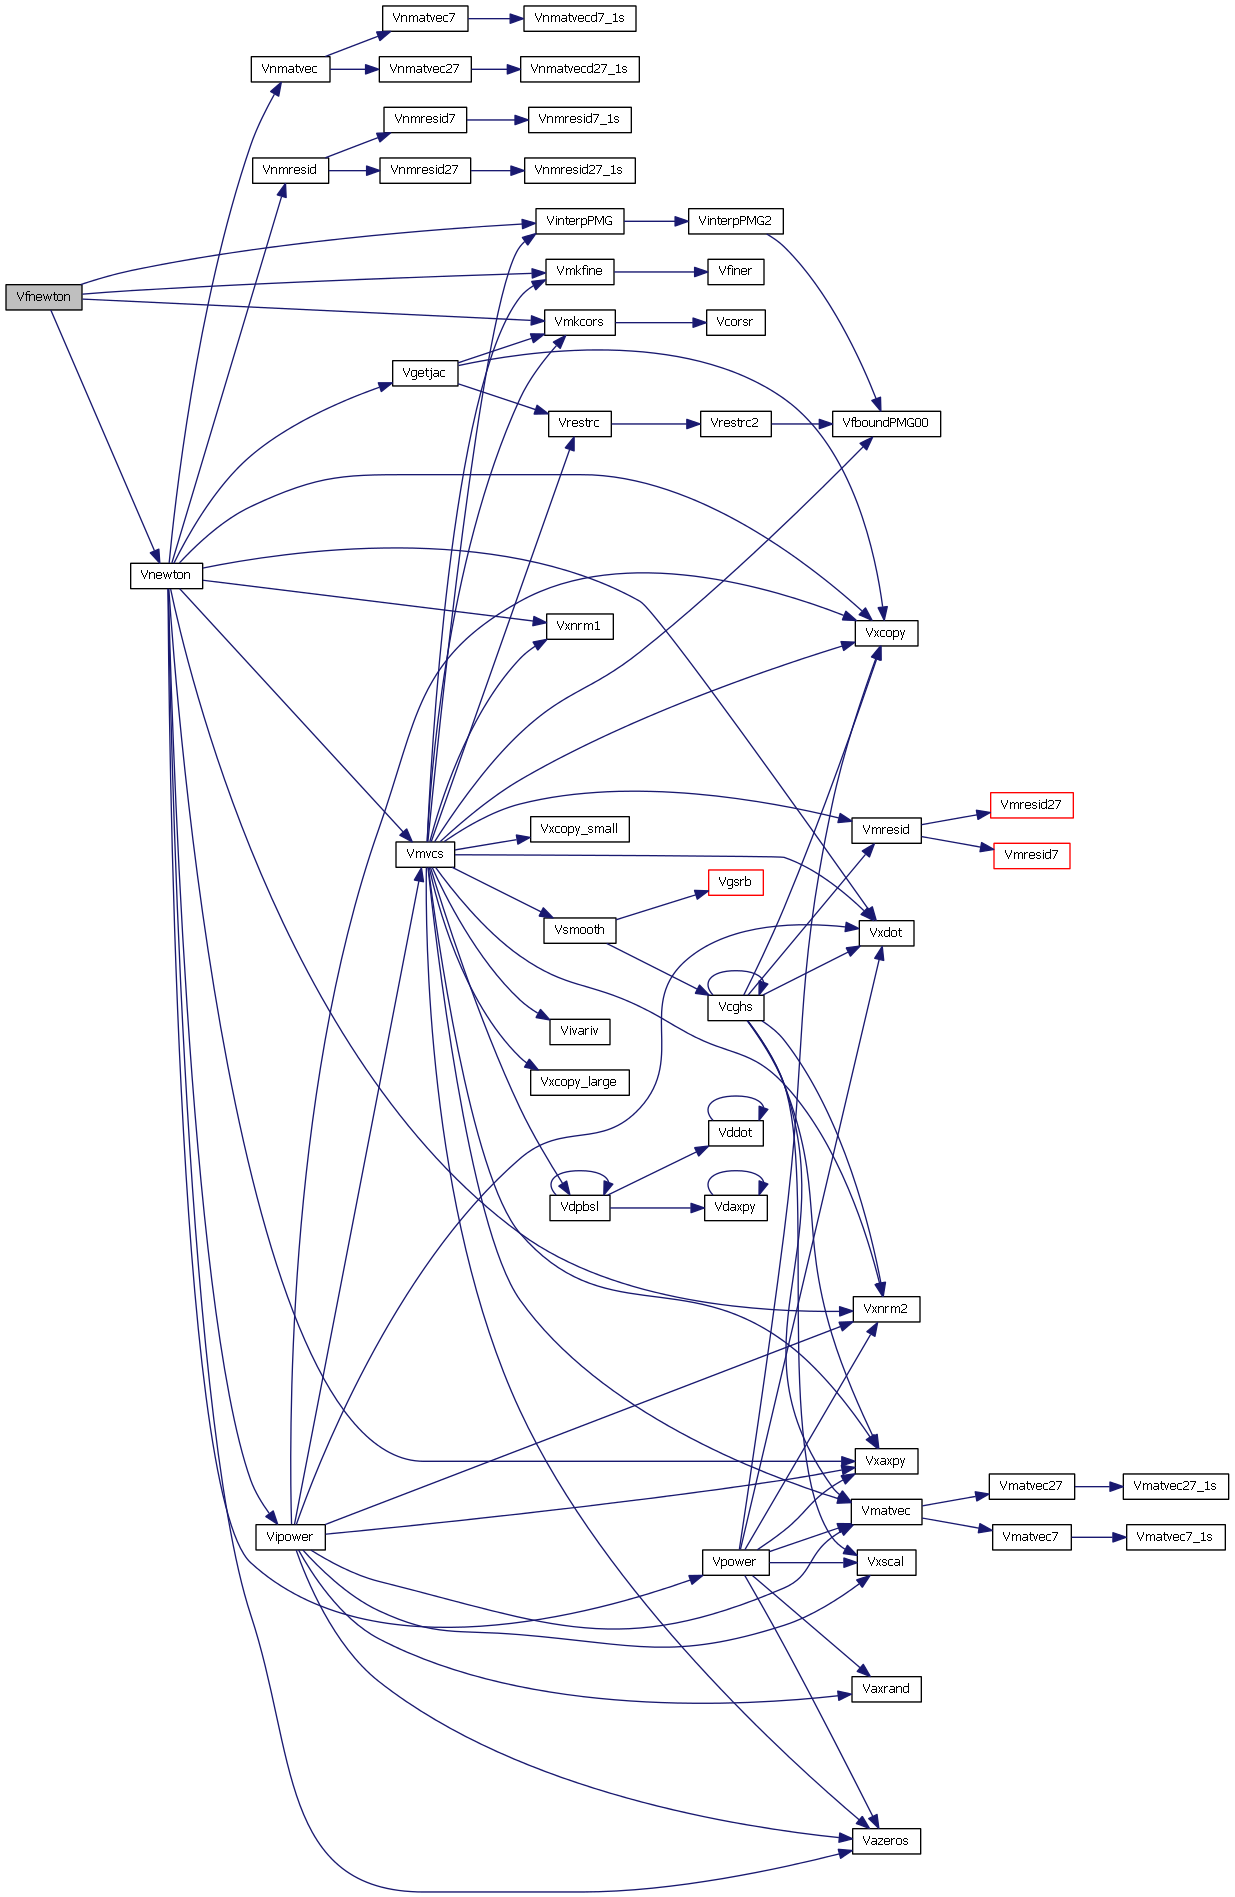 Vnmatvec7
Vnmatvecd7_1s
Vnmatvec
Vnmatvec27
Vnmatvecd27_1s
Vnmresid7
Vnmresid7_1s
Vnmresid
Vnmresid27
Vnmresid27_1s
VinterpPMG
VinterpPMG2
Vmkfine
Vfiner
Vfnewton
Vmkcors
Vcorsr
Vgetjac
Vrestrc
Vrestrc2
VfboundPMG00
Vnewton
Vxnrm1
Vxcopy
Vmresid27
Vxcopy_small
Vmresid
Vmvcs
Vmresid7
Vgsrb
Vsmooth
Vxdot
Vcghs
Vivariv
Vxcopy_large
Vddot
Vdpbsl
Vdaxpy
Vxnrm2
Vxaxpy
Vmatvec27
Vmatvec27_1s
Vmatvec
Vipower
Vmatvec7
Vmatvec7_1s
Vpower
Vxscal
Vaxrand
Vazeros